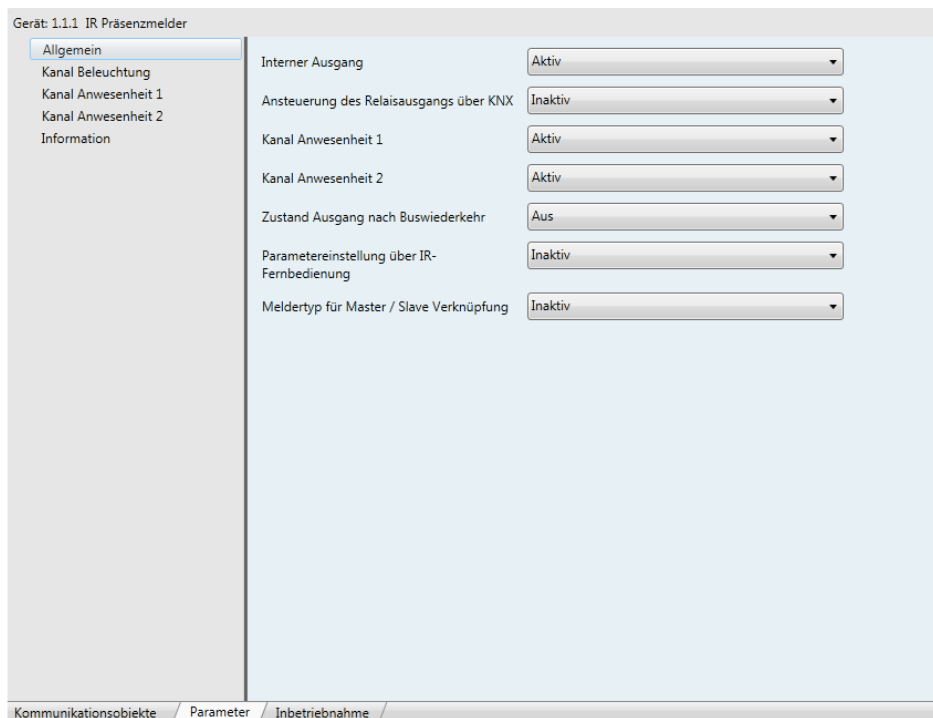 Gerät: 1.1.1 IR Präsenzmelder
Allgemein
Kanal Beleuchtung
Kanal Anwesenheit 1
Kanal Anwesenheit 2
Information
Interner Ausgang
Aktiv
Ansteuerung des Relaisausgangs über KNX
Inaktiv
Kanal Anwesenheit 1
Aktiv
Kanal Anwesenheit 2
Aktiv
Zustand Ausgang nach Buswiederkehr
Aus
Parametereinstellung über IR-
Fernbedienung
Inaktiv
Meldertyp für Master / Slave Verknüpfung
Inaktiv
Kommunikationsobjekte
Parameter
Inbetriebnahme